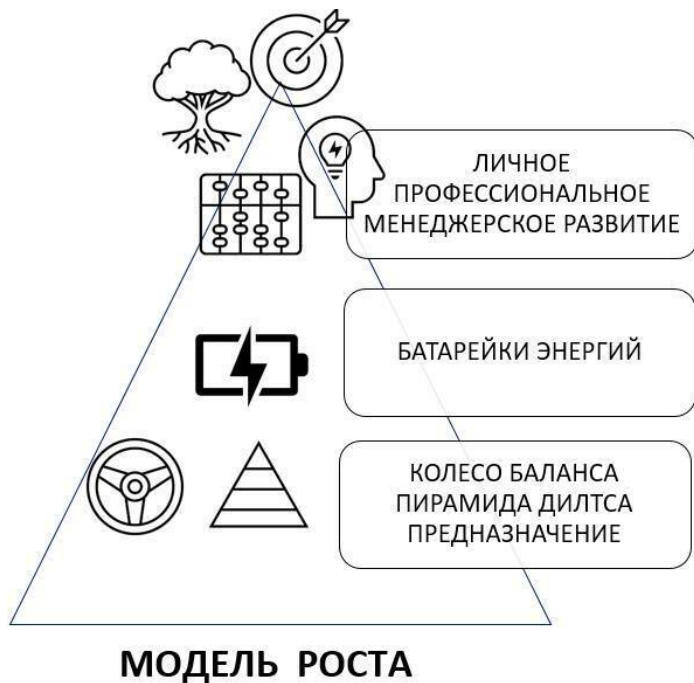 ЛИЧНОЕ
ПРОФЕССИОНАЛЬНОЕ
МЕНЕДЖЕРСКОЕ РАЗВИТИЕ
БАТАРЕЙКИ ЭНЕРГИЙ
КОЛЕСО БАЛАНСА
ПИРАМИДА ДИЛТСА
ПРЕДНАЗНАЧЕНИЕ
МОДЕЛЬ РОСТА